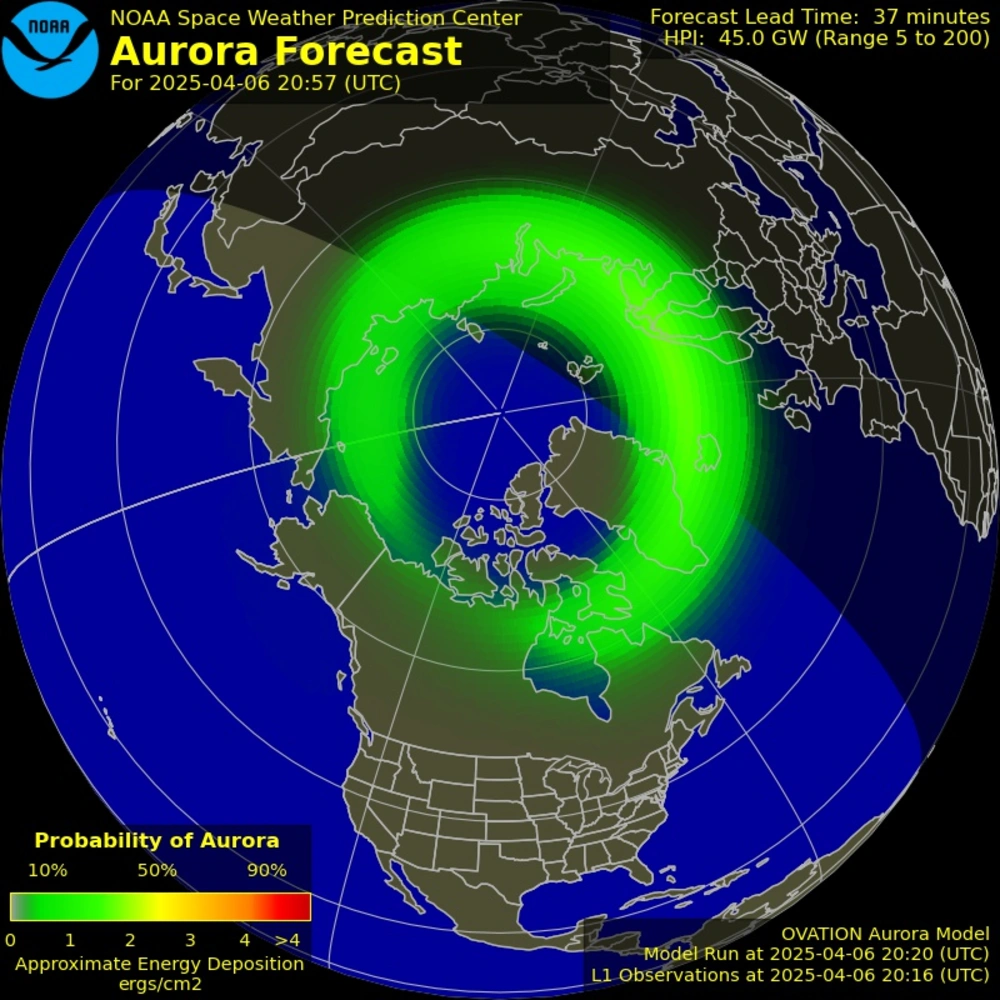 NOAA
NOAA Space Weather Prediction Center
Aurora Forecast
For 2025-04-06 20:57 (UTC)
Forecast Lead Time: 37 minutes
HPI: 45.0 GW (Range 5 to 200)
Probability of Aurora
10% 50% 90%
0 1 2 3 4 >4
Approximate Energy Deposition
ergs/cm2
OVATION Aurora Model
Model Run at 2025-04-06 20:20 (UTC)
L1 Observations at 2025-04-06 20:16 (UTC)